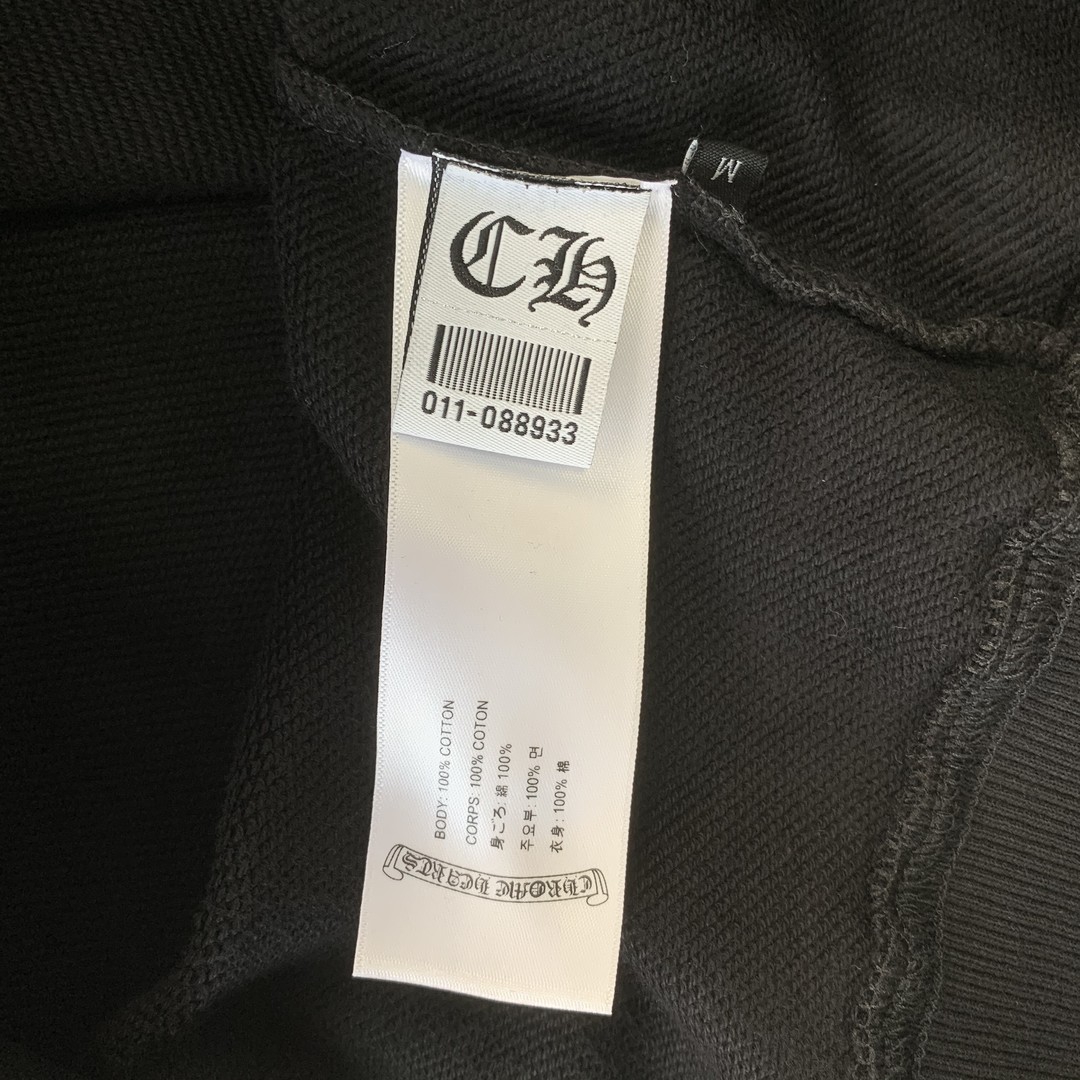 M
CH
011-088933
BODY: 100% COTTON
CORPS: 100% COTON
身ごろ: 綿 100%
주요부: 100% 면
衣身: 100% 棉
CHROME HEARTS